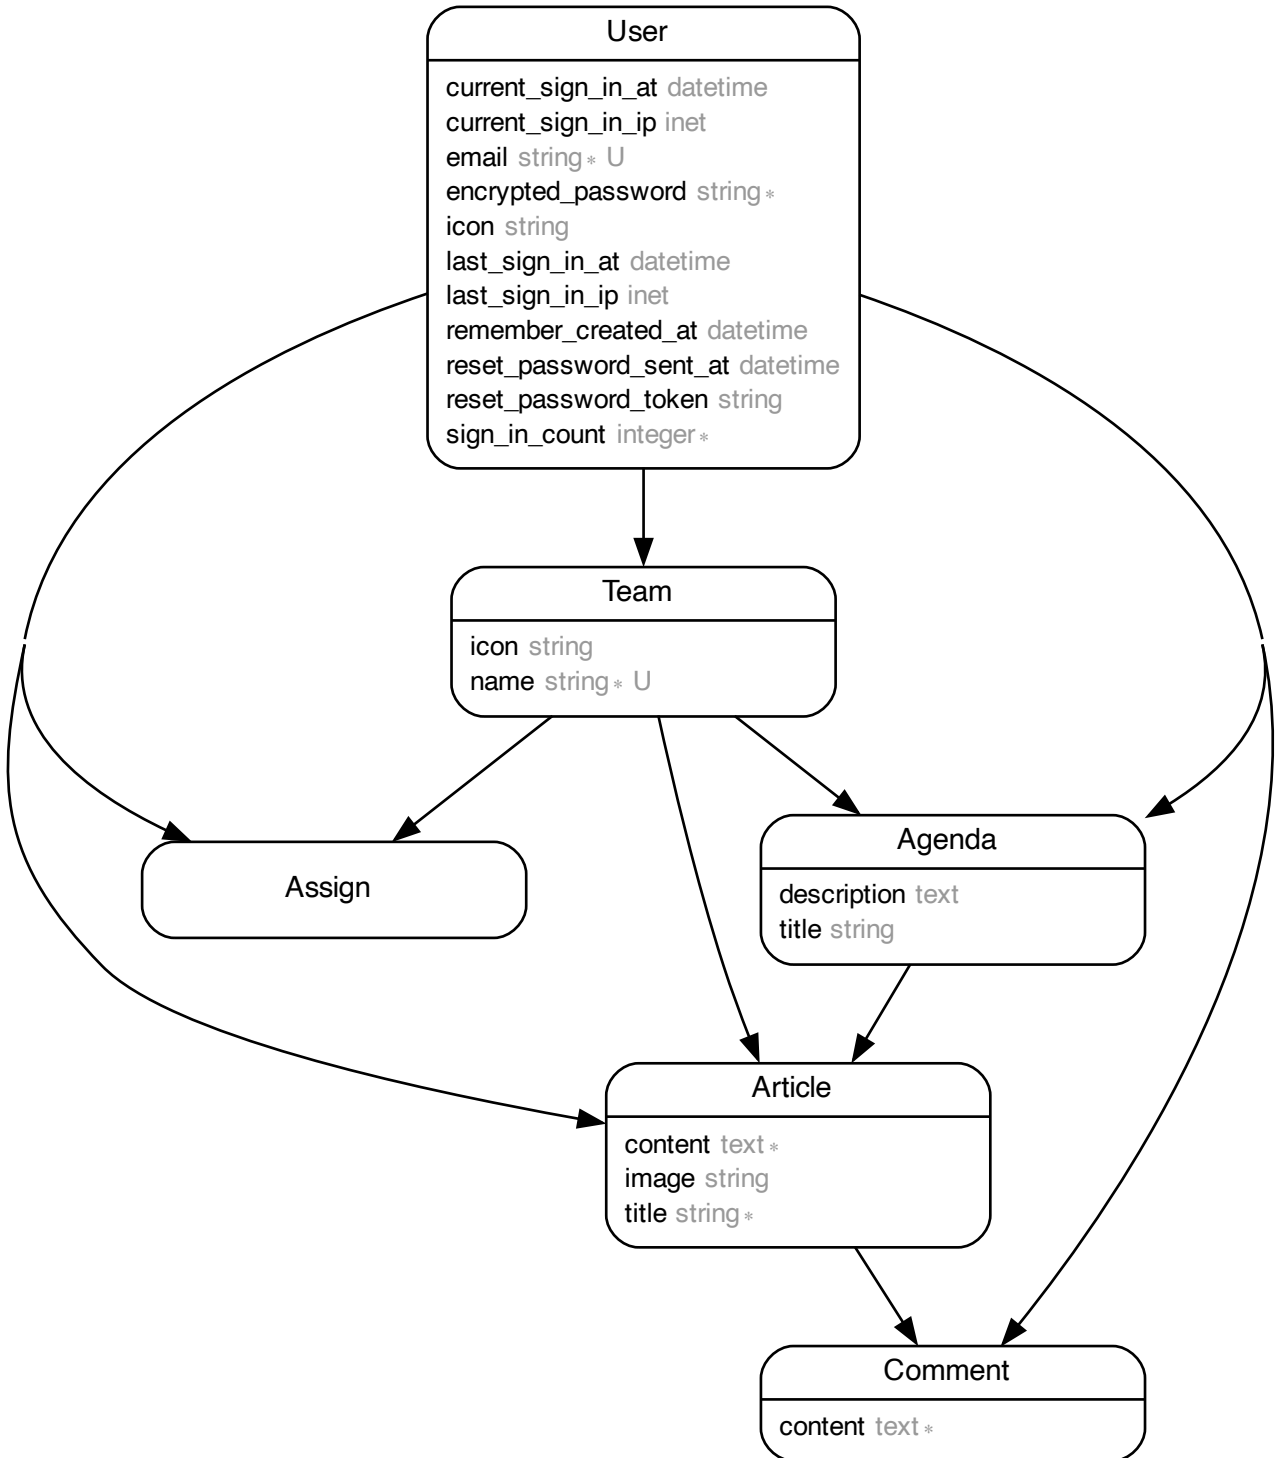 User
current_sign_in_at datetime
current_sign_in_ip inet
email string* U
encrypted_password string*
icon string
last_sign_in_at datetime
last_sign_in_ip inet
remember_created_at datetime
reset_password_sent_at datetime
reset_password_token string
sign_in_count integer*
Team
icon string
name string* U
Assign
Agenda
description text
title string
Article
content text*
image string
title string*
Comment
content text*